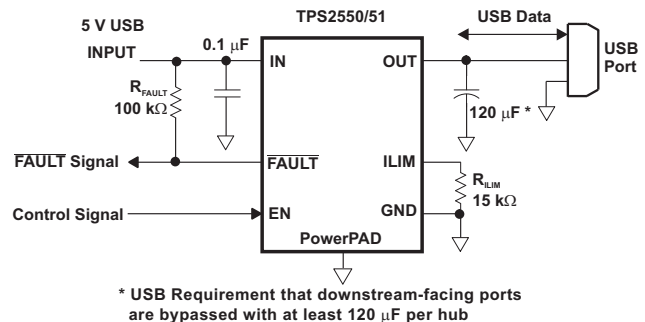 TPS2550/51
5 V USB
INPUT
0.1 μF
IN
OUT
USB Data
USB
Port
R_FAULT
100 kΩ
120 μF *
FAULT Signal
FAULT
ILIM
R_ILIM
15 kΩ
Control Signal
EN
GND
PowerPAD
* USB Requirement that downstream-facing ports
are bypassed with at least 120 μF per hub